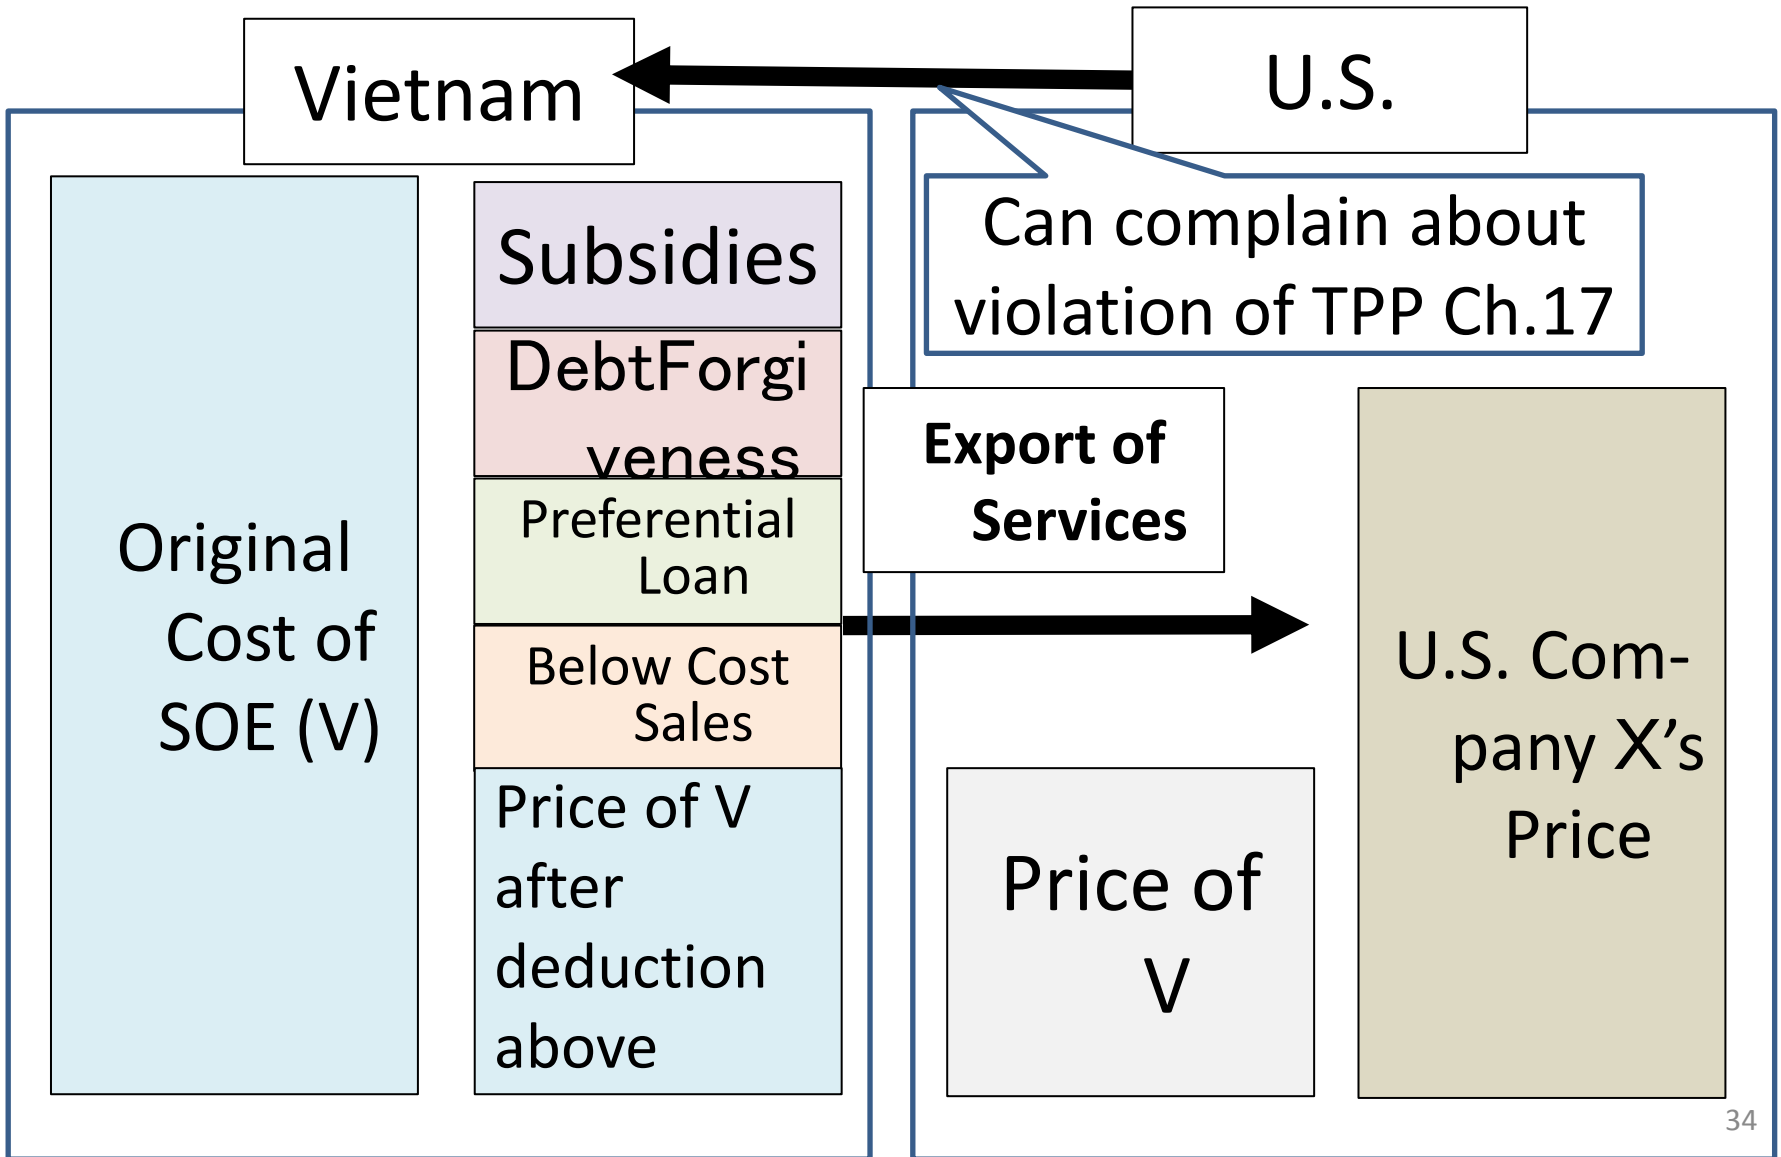 Vietnam
U.S.
Original
Cost of
SOE (V)
Subsidies
DebtForgi
veness
Preferential
Loan
Below Cost
Sales
Price of V
after
deduction
above
Can complain about
violation of TPP Ch.17
Export of
Services
Price of
V
U.S. Com-
pany X’s
Price
34